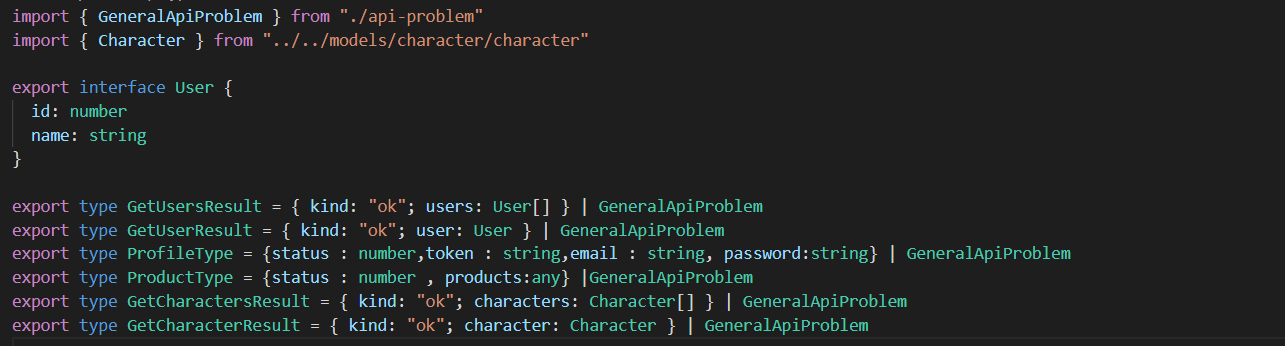 import { GeneralApiProblem } from "./api-problem"
import { Character } from "../../models/character/character"
export interface User {
id: number
name: string
}
export type GetUsersResult = { kind: "ok"; users: User[] } | GeneralApiProblem
export type GetUserResult = { kind: "ok"; user: User } | GeneralApiProblem
export type ProfileType = {status : number,token : string,email : string, password:string} | GeneralApiProblem
export type ProductType = {status : number , products:any} |GeneralApiProblem
export type GetCharactersResult = { kind: "ok"; characters: Character[] } | GeneralApiProblem
export type GetCharacterResult = { kind: "ok"; character: Character } | GeneralApiProblem